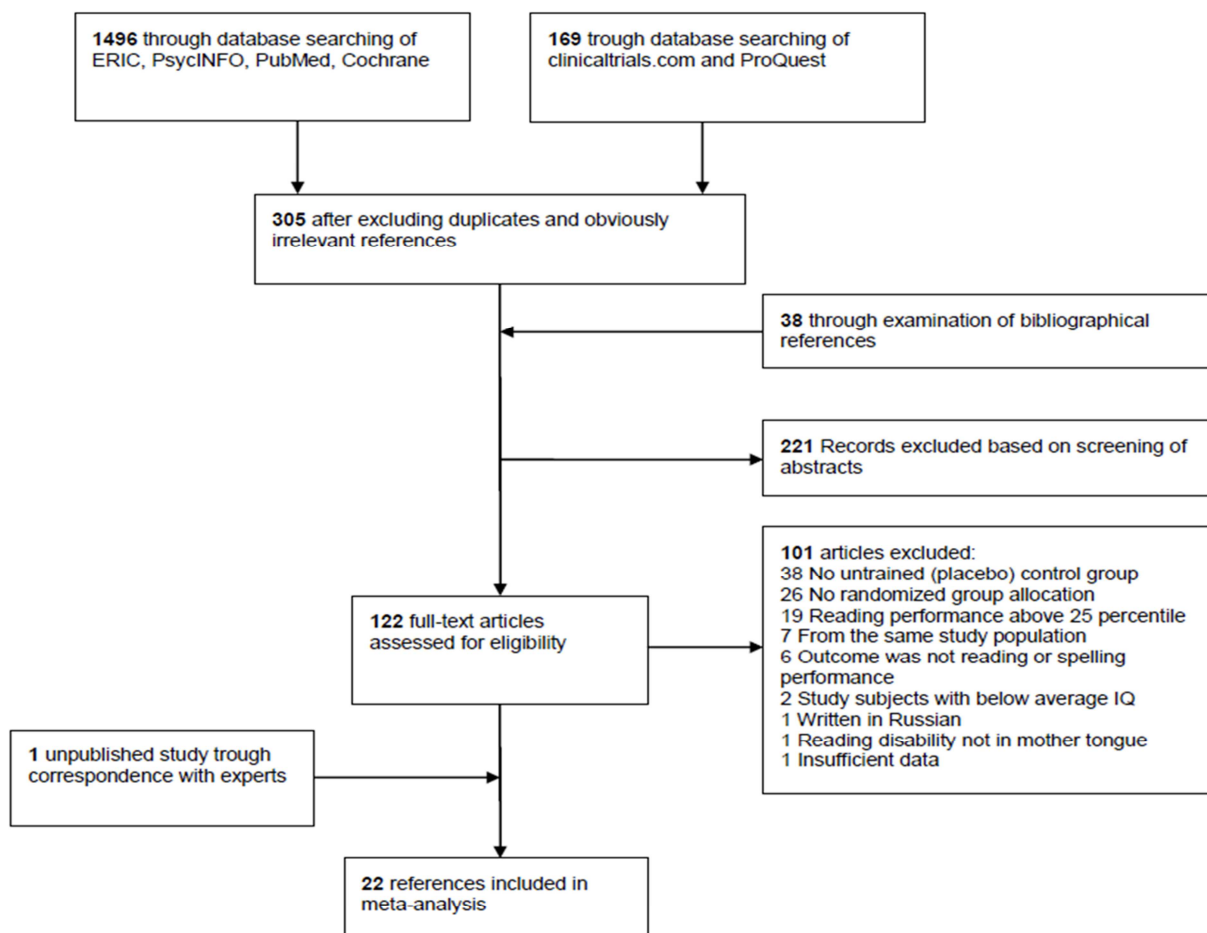 1496 through database searching of
ERIC, PsycINFO, PubMed, Cochrane
169 trough database searching of
clinicaltrials.com and ProQuest
305 after excluding duplicates and obviously
irrelevant references
38 through examination of bibliographical
references
221 Records excluded based on screening of
abstracts
101 articles excluded:
38 No untrained (placebo) control group
26 No randomized group allocation
19 Reading performance above 25 percentile
7 From the same study population
6 Outcome was not reading or spelling
performance
2 Study subjects with below average IQ
1 Written in Russian
1 Reading disability not in mother tongue
1 Insufficient data
122 full-text articles
assessed for eligibility
1 unpublished study trough
correspondence with experts
22 references included in
meta-analysis